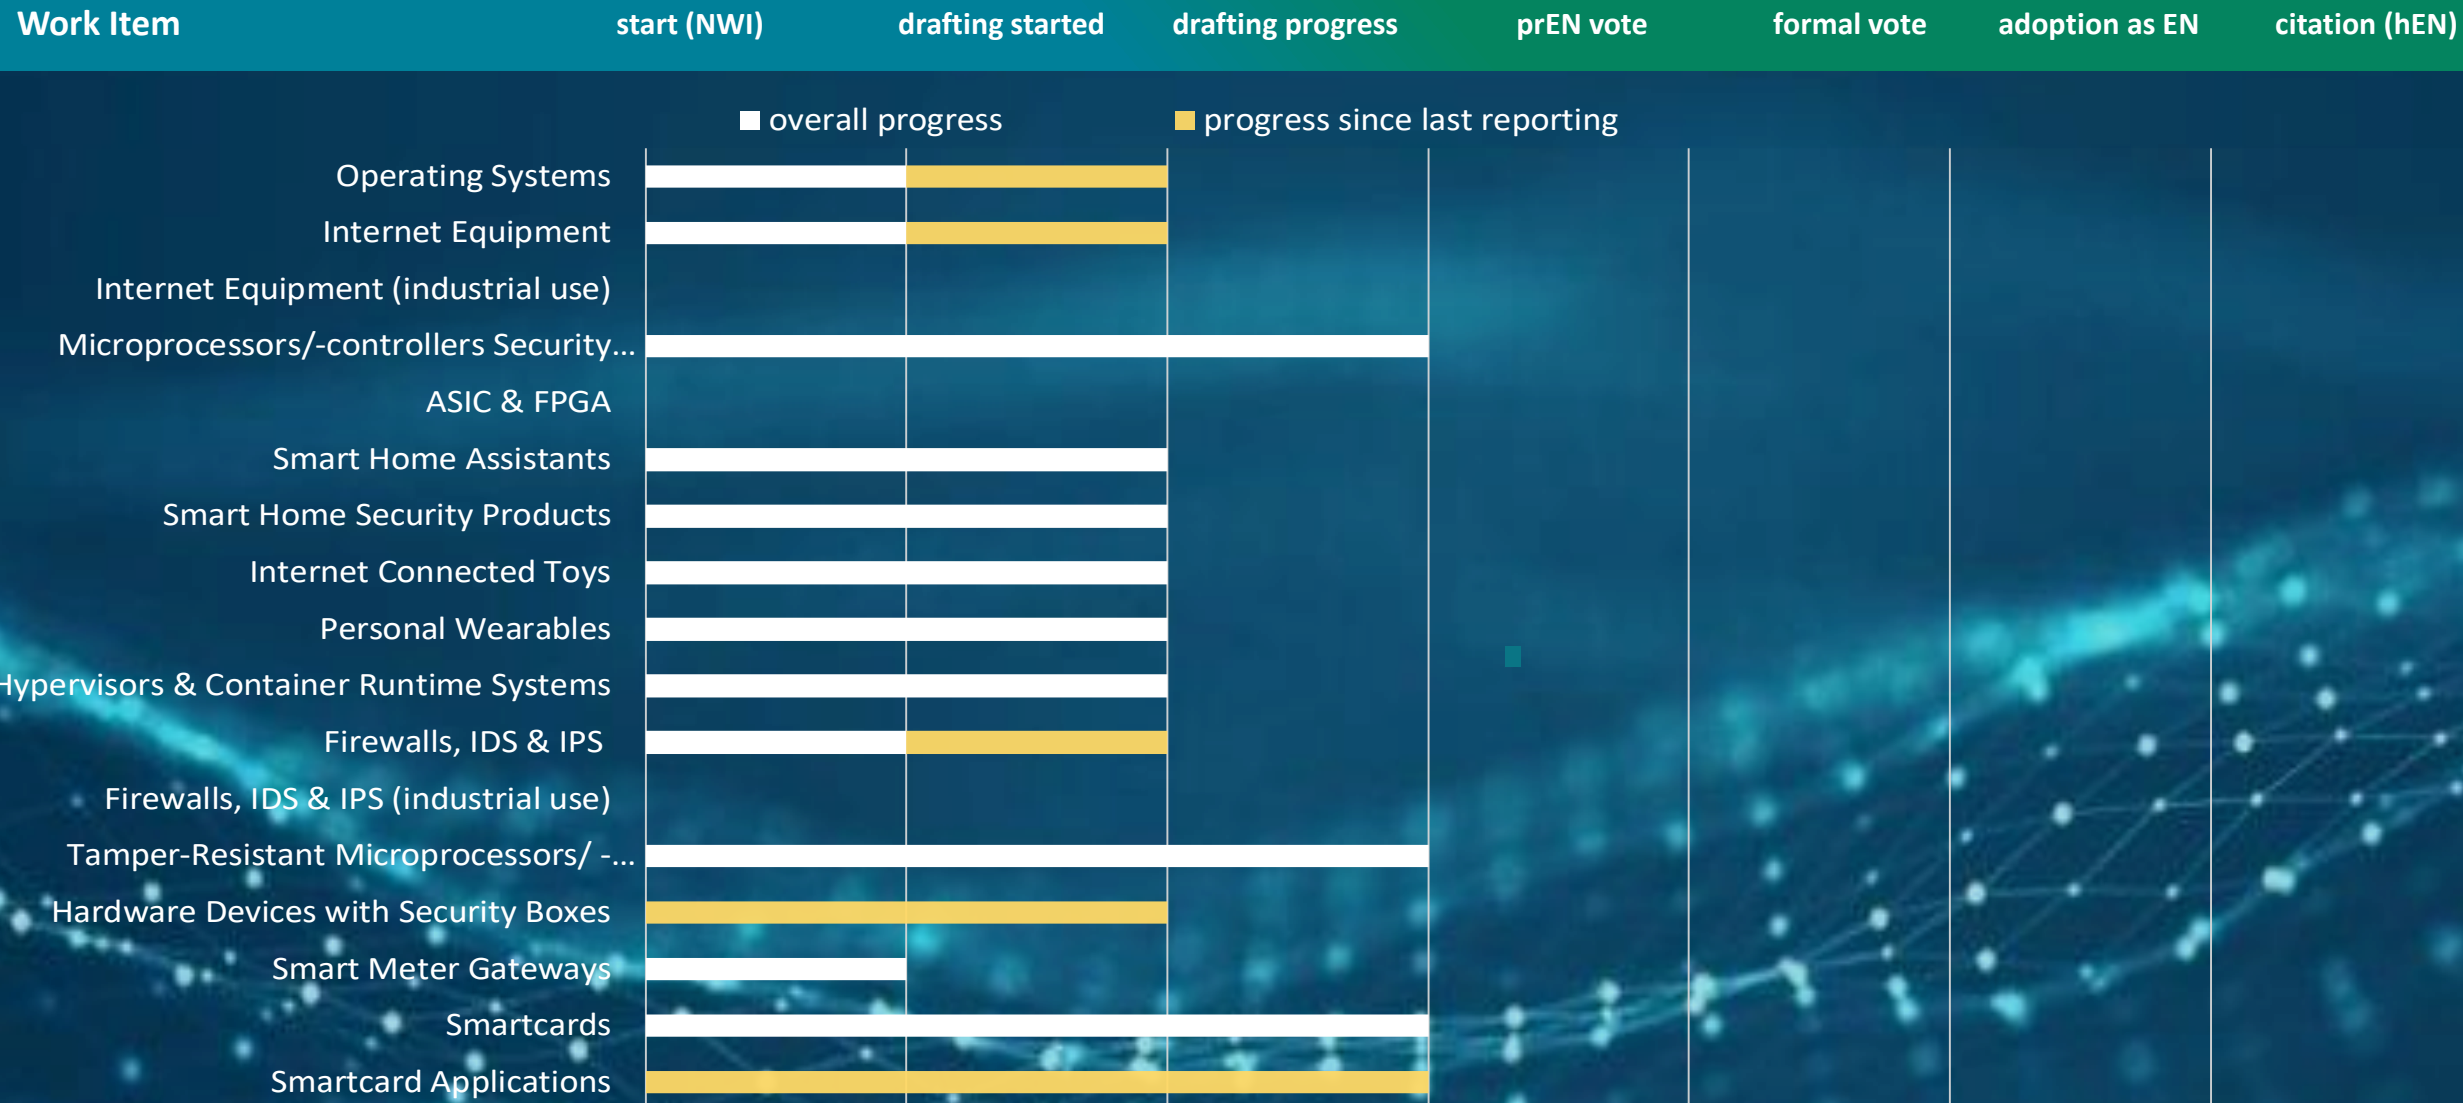 Work Item start (NWI) drafting started drafting progress prEN vote formal vote adoption as EN citation (hEN)
overall progress progress since last reporting
Operating Systems
Internet Equipment
Internet Equipment (industrial use)
Microprocessors/-controllers Security...
ASIC & FPGA
Smart Home Assistants
Smart Home Security Products
Internet Connected Toys
Personal Wearables
Hypervisors & Container Runtime Systems
Firewalls, IDS & IPS
Firewalls, IDS & IPS (industrial use)
Tamper-Resistant Microprocessors/ -...
Hardware Devices with Security Boxes
Smart Meter Gateways
Smartcards
Smartcard Applications